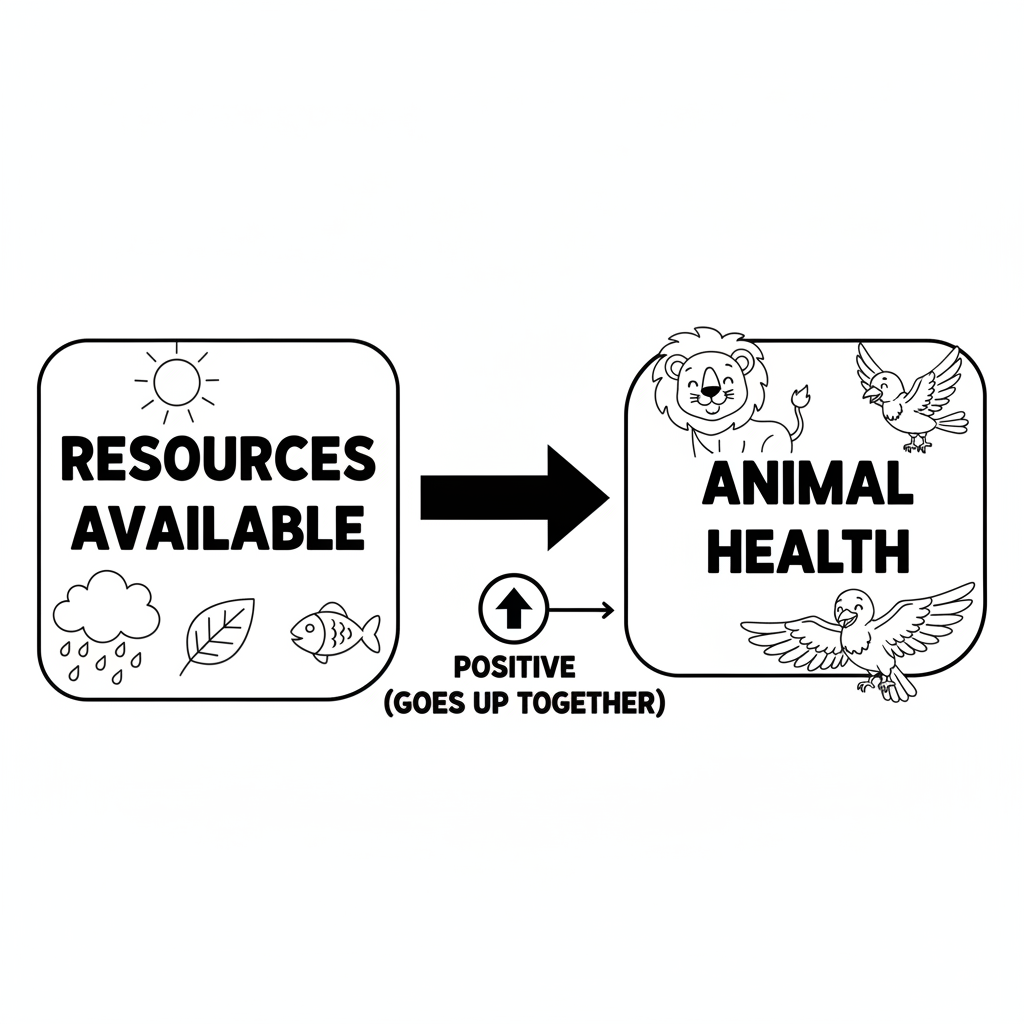 RESOURCES
AVAILABLE
ANIMAL
HEALTH
POSITIVE
(GOES UP TOGETHER)